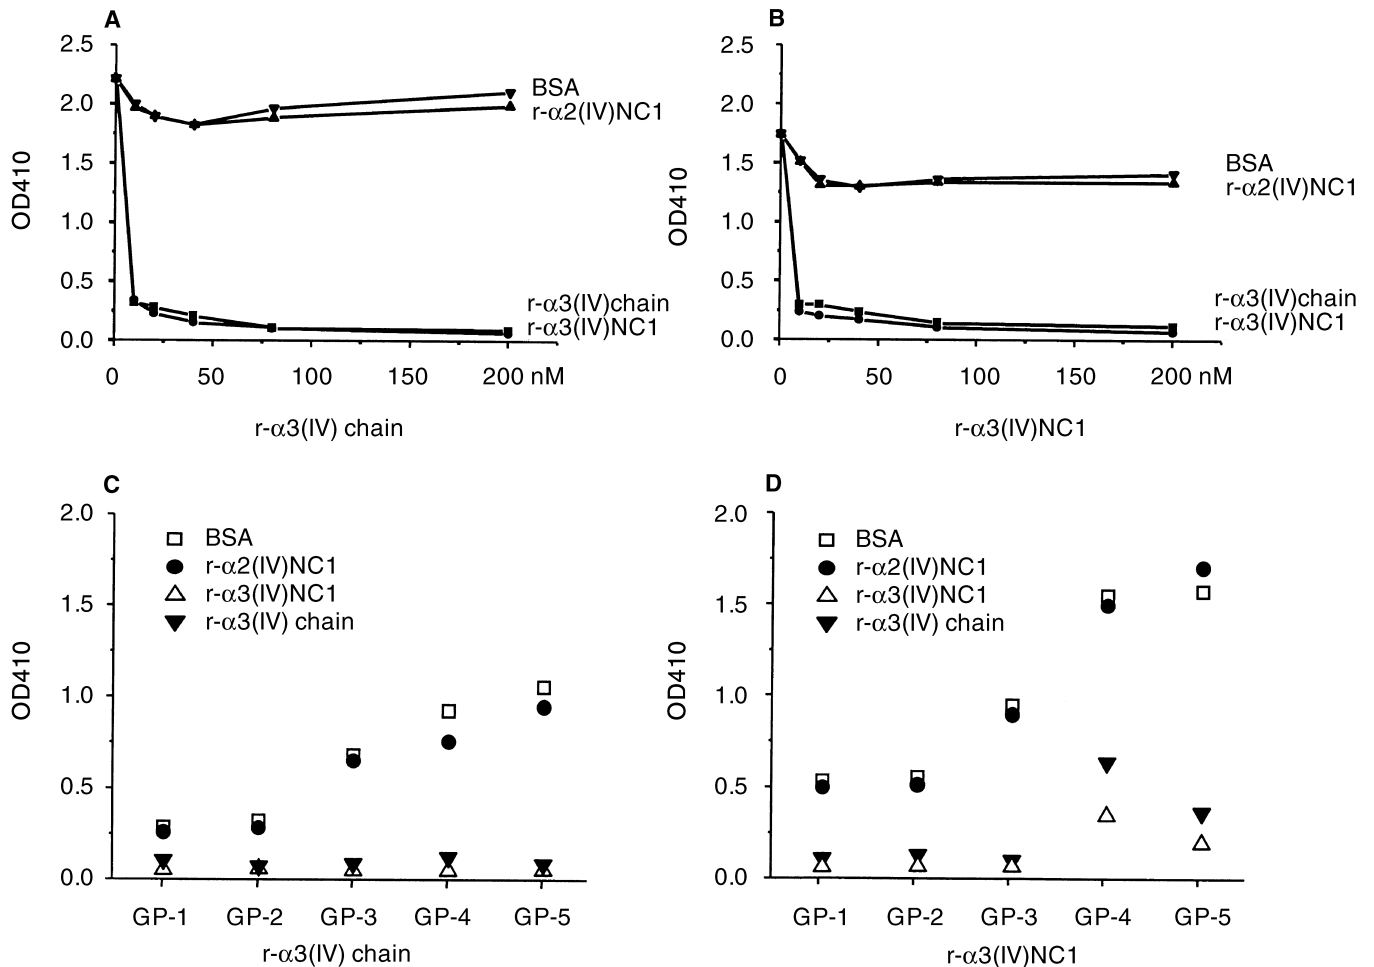 A
2.5
2.0
1.5
1.0
0.5
0.0
OD410
BSA
r-α2(IV)NC1
r-α3(IV)chain
r-α3(IV)NC1
0 50 100 150 200 nM
r-α3(IV) chain
B
2.5
2.0
1.5
1.0
0.5
0.0
OD410
BSA
r-α2(IV)NC1
r-α3(IV)chain
r-α3(IV)NC1
0 50 100 150 200 nM
r-α3(IV)NC1
C
2.0
1.5
1.0
0.5
0.0
OD410
BSA
r-α2(IV)NC1
r-α3(IV)NC1
r-α3(IV) chain
GP-1 GP-2 GP-3 GP-4 GP-5
r-α3(IV) chain
D
2.0
1.5
1.0
0.5
0.0
OD410
BSA
r-α2(IV)NC1
r-α3(IV)NC1
r-α3(IV) chain
GP-1 GP-2 GP-3 GP-4 GP-5
r-α3(IV)NC1